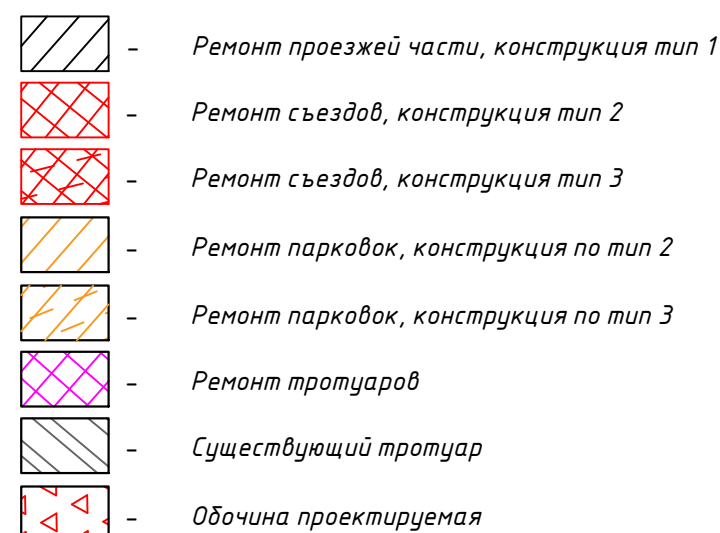 - Ремонт проезжей части, конструкция тип 1
- Ремонт съездов, конструкция тип 2
- Ремонт съездов, конструкция тип 3
- Ремонт парковок, конструкция по тип 2
- Ремонт парковок, конструкция по тип 3
- Ремонт тротуаров
- Существующий тротуар
- Обочина проектируемая